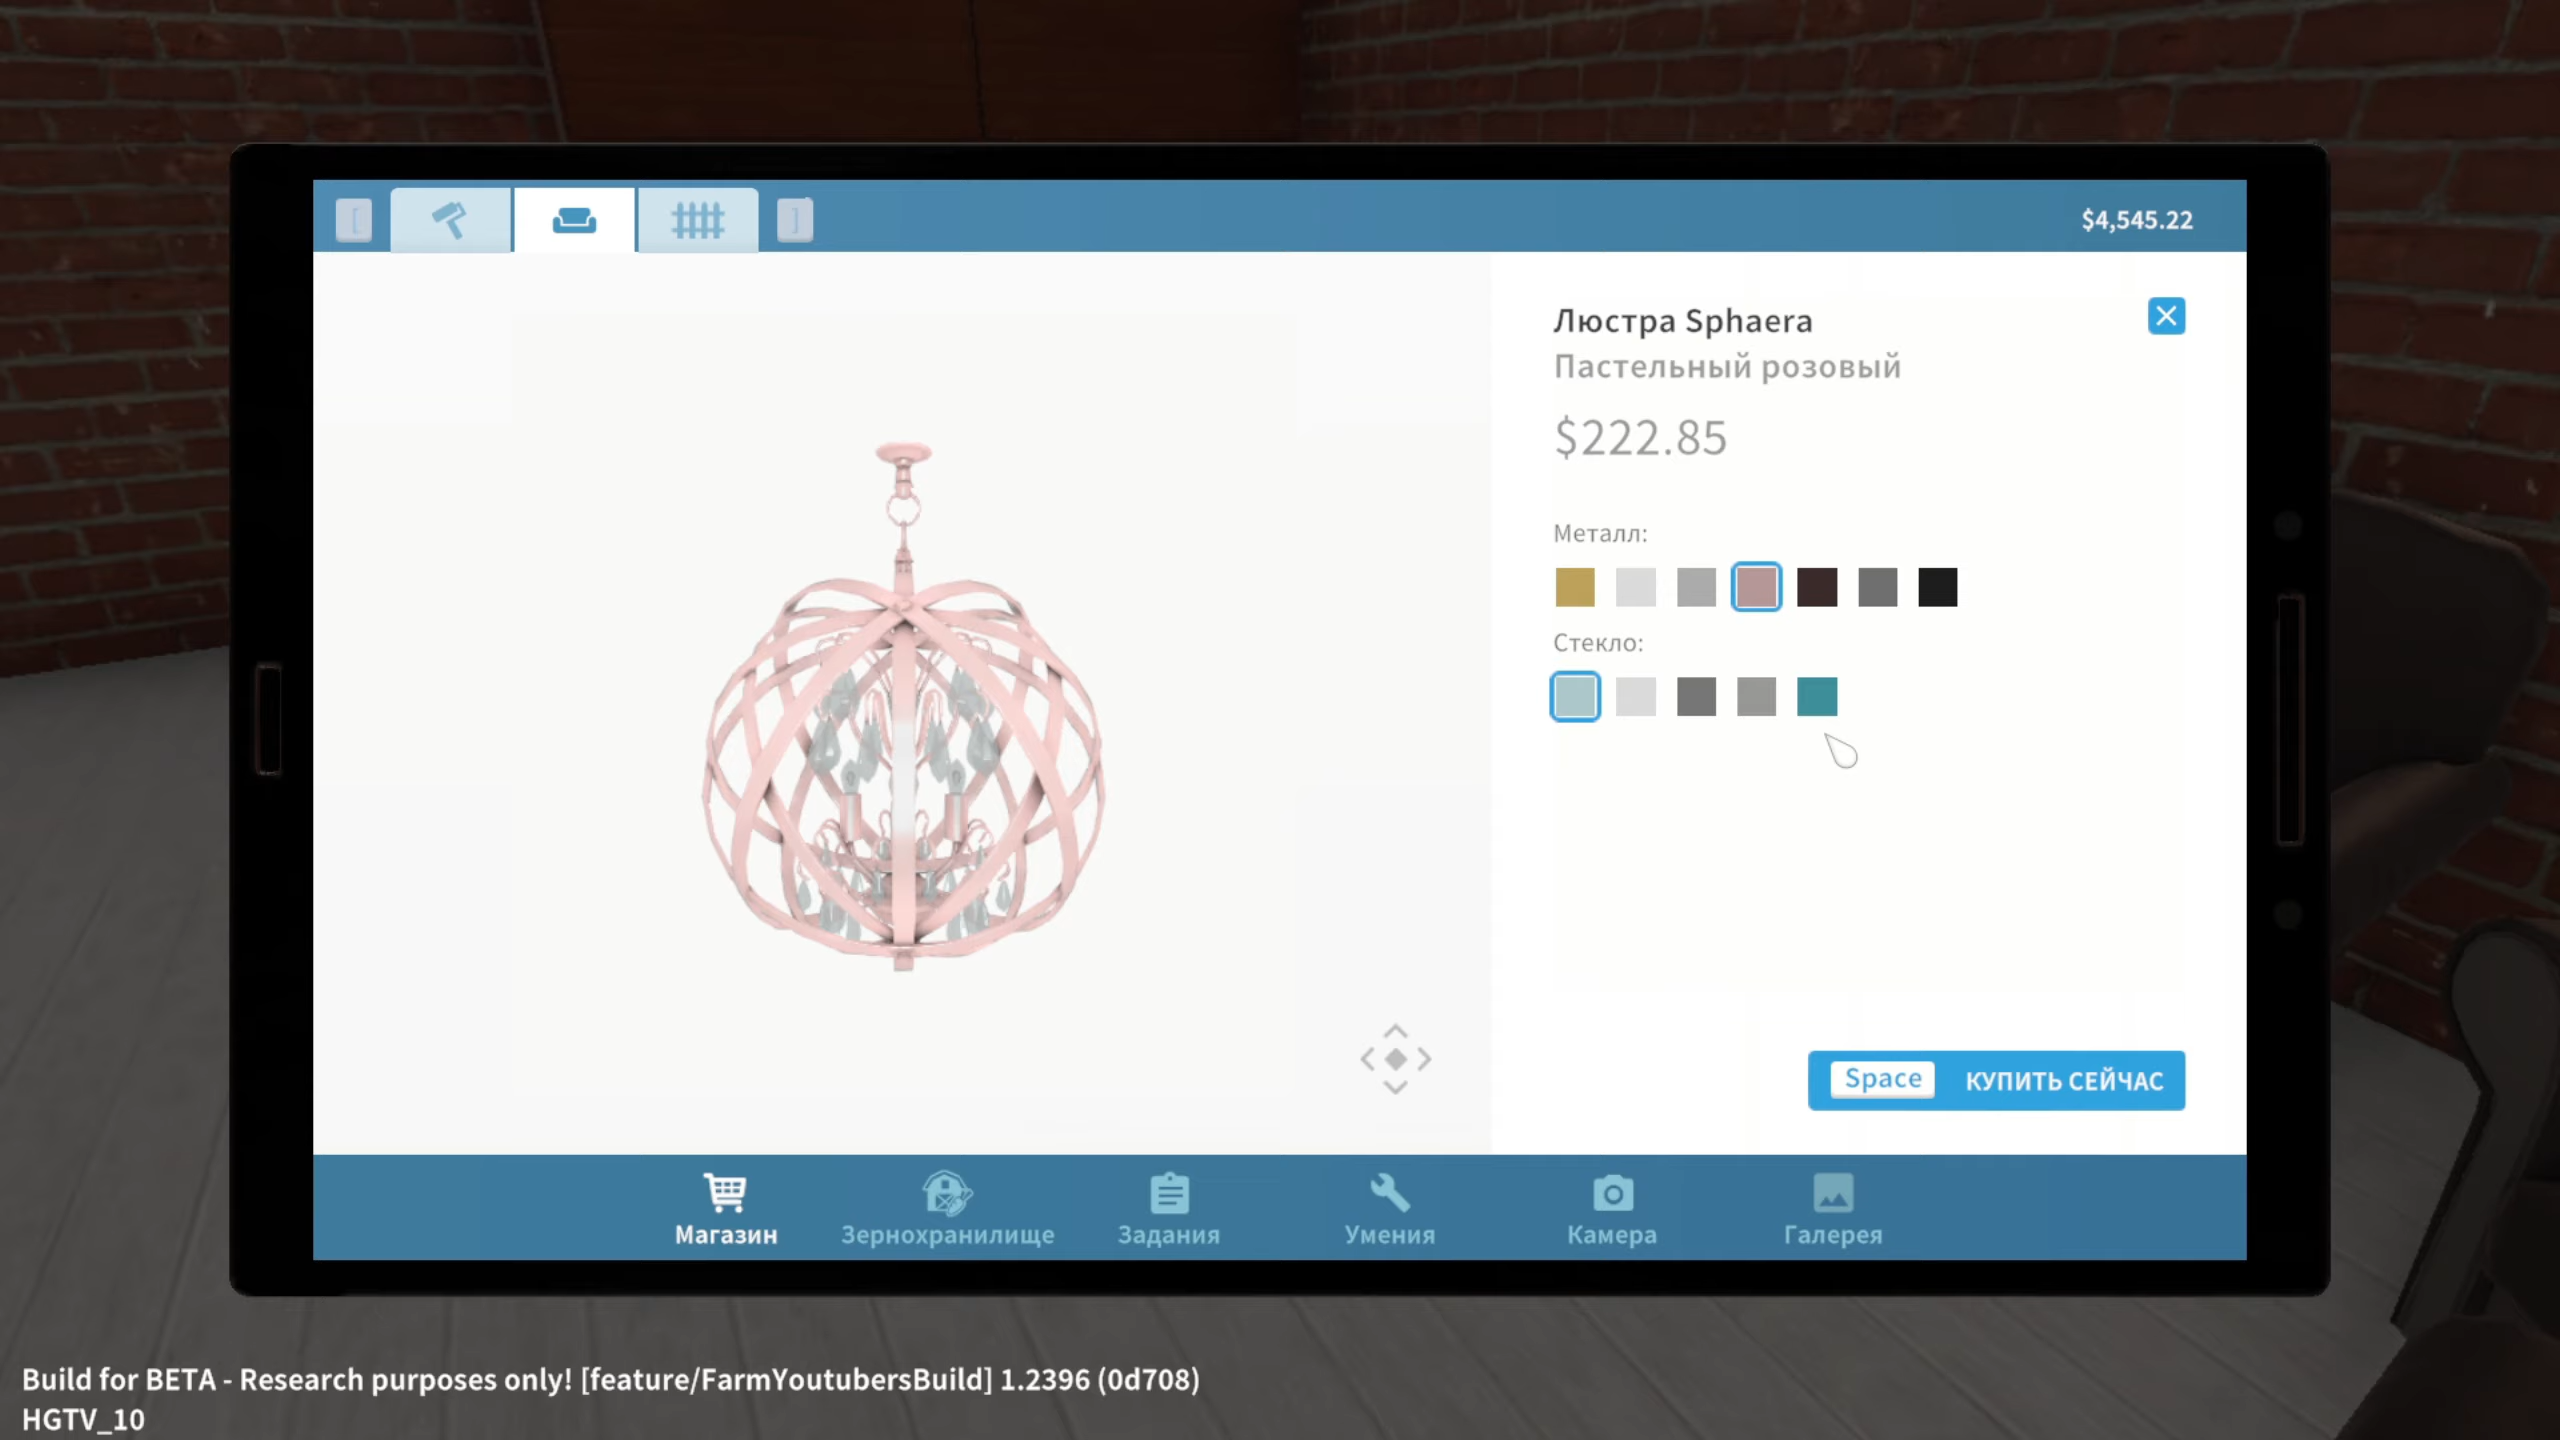 [
]
$4,545.22
Люстра Sphaera
Пастельный розовый
$222.85
Металл:
Стекло:
Space КУПИТЬ СЕЙЧАС
Магазин
Зернохранилище
Задания
Умения
Камера
Галерея
Build for BETA - Research purposes only! [feature/FarmYoutubersBuild] 1.2396 (0d708)
HGTV_10